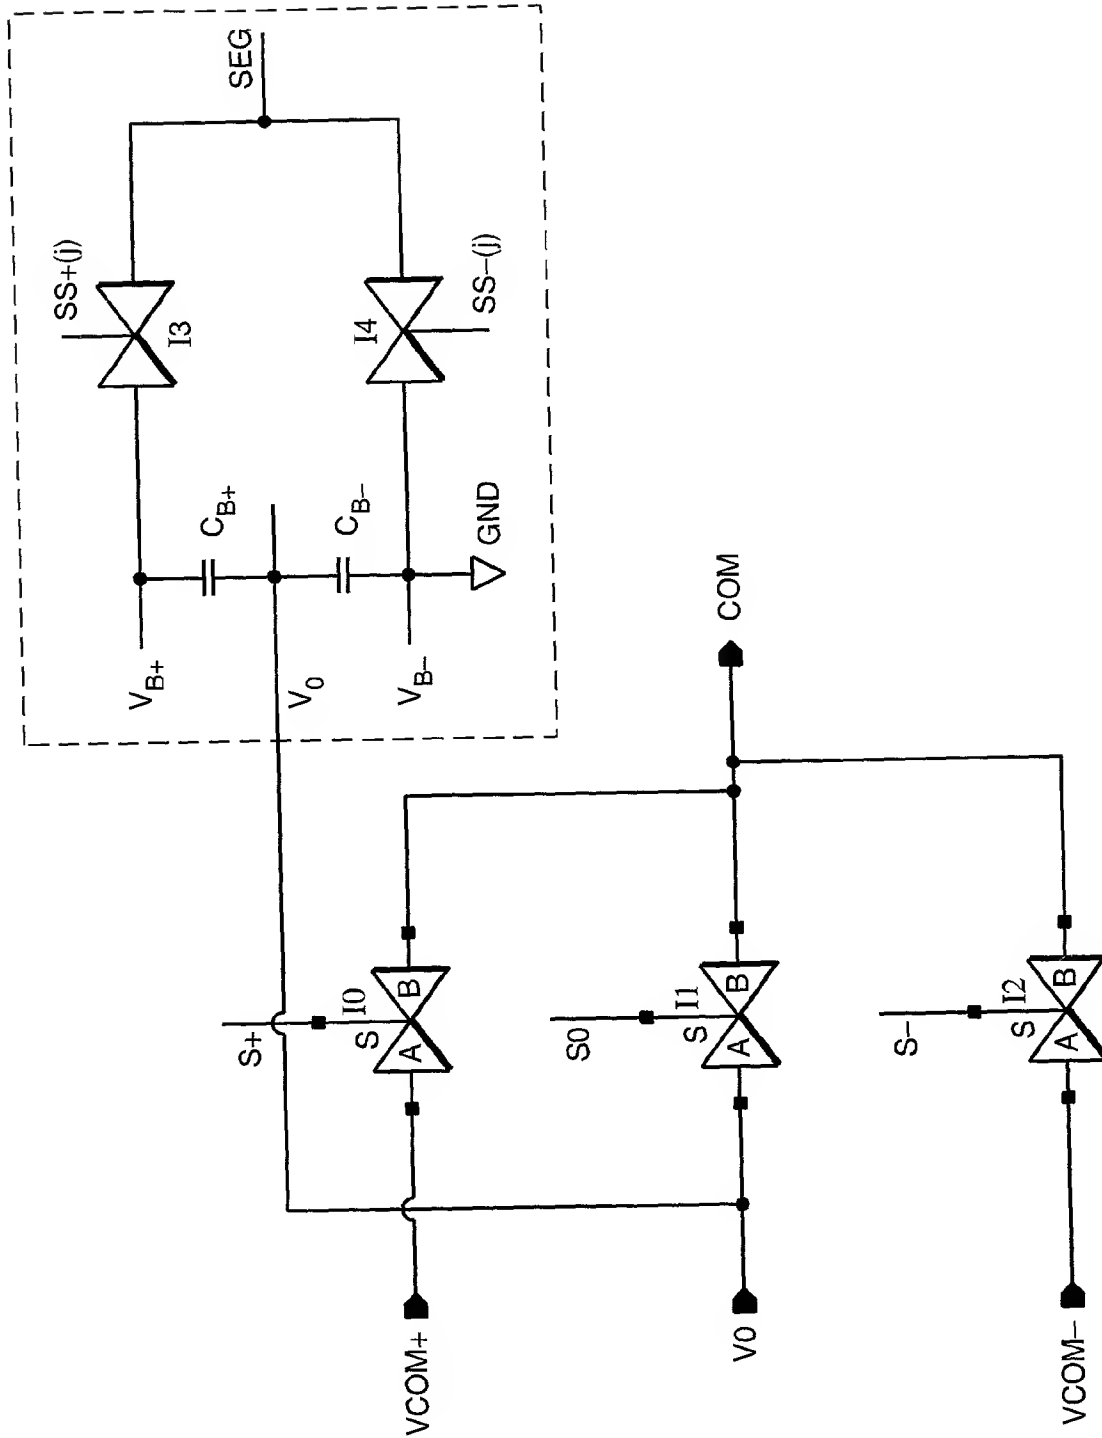 SEG
SS+(j)
I3
I4
SS−(j)
C_B+
C_B−
V_B+
V_0
V_B−
GND
COM
S+
S
I0
A
B
S0
S
I1
A
B
S−
S
I2
A
B
VCOM+
V0
VCOM−